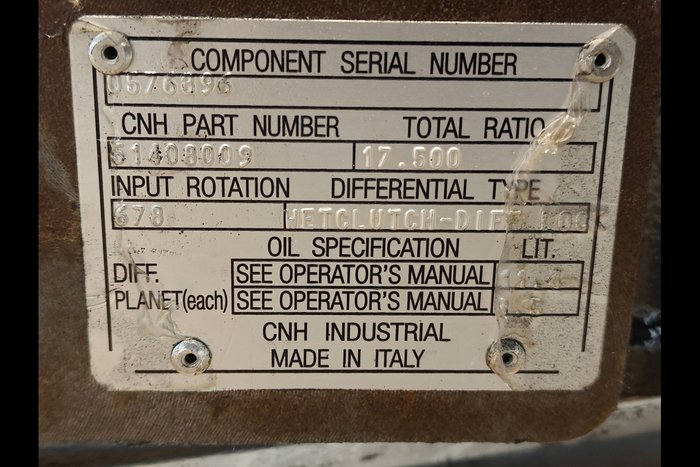 COMPONENT SERIAL NUMBER
0576896
CNH PART NUMBER TOTAL RATIO
51408009 17.500
INPUT ROTATION DIFFERENTIAL TYPE
678 WETCLUTCH-DIFF.LOCK
OIL SPECIFICATION LIT.
DIFF. SEE OPERATOR'S MANUAL
PLANET(each) SEE OPERATOR'S MANUAL
CNH INDUSTRIAL
MADE IN ITALY